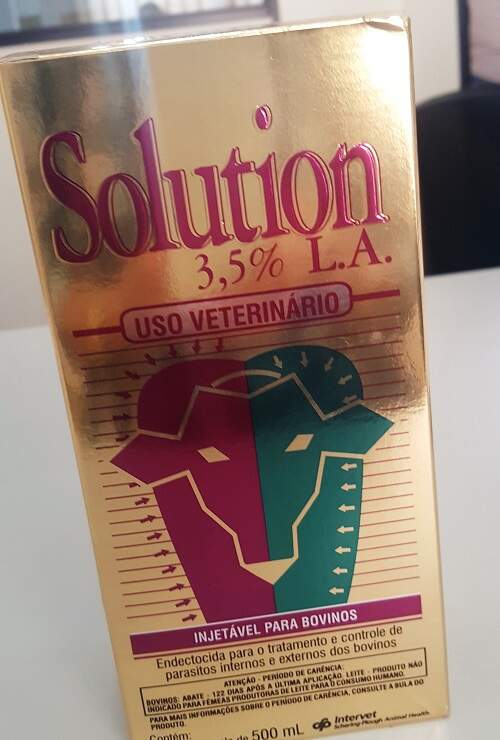 Solution
3,5% L.A.
USO VETERINÁRIO
INJETÁVEL PARA BOVINOS
Endectocida para o tratamento e controle de
parasitos internos e externos dos bovinos
ATENÇÃO - PERÍODO DE CARÊNCIA:
BOVINOS: ABATE - 122 DIAS APÓS A ÚLTIMA APLICAÇÃO. LEITE - PRODUTO NÃO
INDICADO PARA FÊMEAS PRODUTORAS DE LEITE PARA O CONSUMO HUMANO.
PARA MAIS INFORMAÇÕES SOBRE O PERÍODO DE CARÊNCIA, CONSULTE A BULA DO
PRODUTO.
Contém: de 500 mL
Intervet
Schering-Plough Animal Health